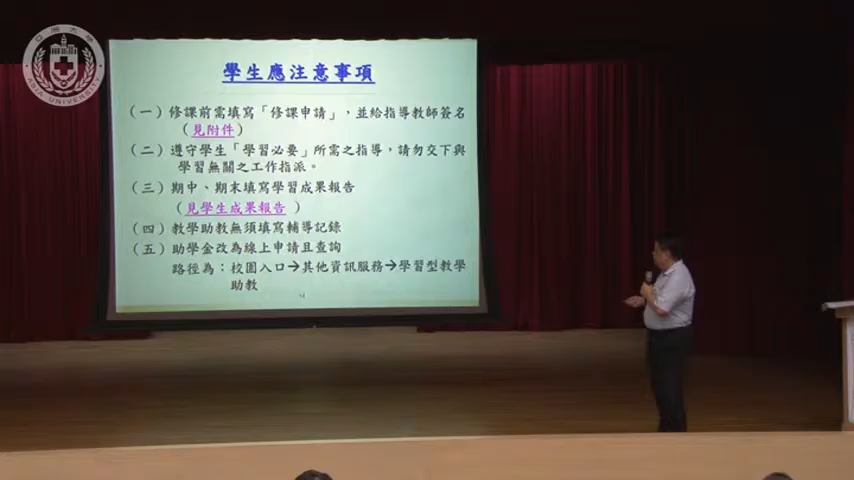 亞洲大學
ASIA UNIVERSITY
學生應注意事項
（一）修課前需填寫「修課申請」，並給指導教師簽名
（見附件）
（二）遵守學生「學習必要」所需之指導，請勿交下與
學習無關之工作指派。
（三）期中、期末填寫學習成果報告
（見學生成果報告 ）
（四）教學助教無須填寫輔導記錄
（五）助學金改為線上申請且查詢
路徑為：校園入口→其他資訊服務→學習型教學
助教